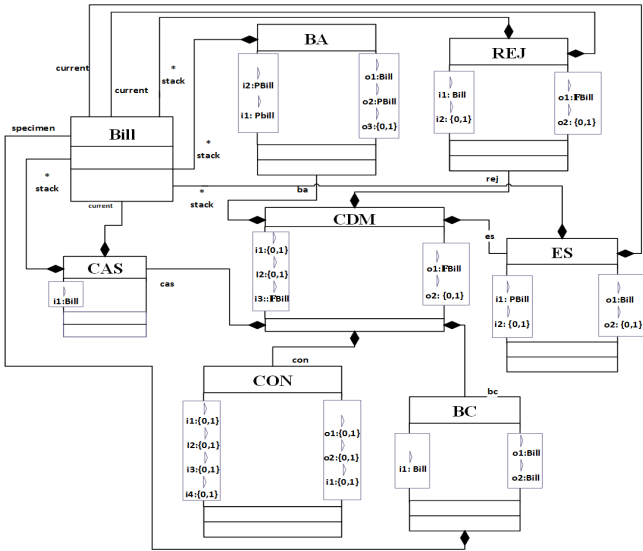 BA
REJ
current
current
*
stack
i2:PBill
i1: Pbill
o1:Bill
o2:PBill
o3:{0,1}
i1: Bill
i2: {0,1}
o1:PBill
o2: {0,1}
specimen
Bill
*
stack
*
stack
*
stack
current
ba
rej
CDM
i1:{0,1}
I2:{0,1}
i3::PBill
o1:PBill
o2: {0,1}
es
ES
i1: PBill
i2: {0,1}
o1:Bill
o2: {0,1}
CAS
i1:Bill
cas
con
CON
i1:{0,1}
I2:{0,1}
i3:{0,1}
i4:{0,1}
o1:{0,1}
o2:{0,1}
i1:{0,1}
bc
BC
i1: Bill
o1:Bill
o2:Bill